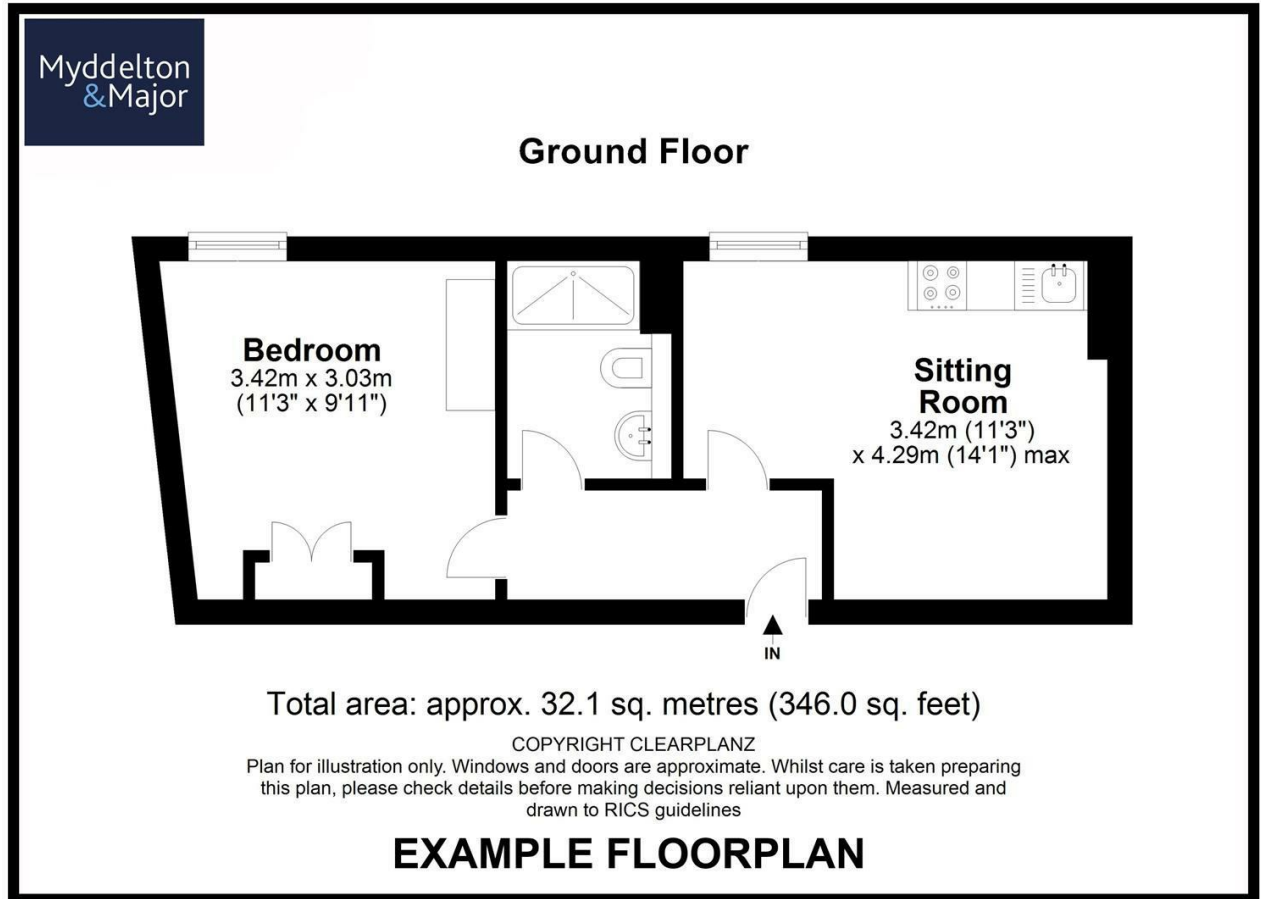 Myddelton
&Major
Ground Floor
Bedroom
3.42m x 3.03m
(11'3" x 9'11")
Sitting
Room
3.42m (11'3")
x 4.29m (14'1") max
IN
Total area: approx. 32.1 sq. metres (346.0 sq. feet)
COPYRIGHT CLEARPLANZ
Plan for illustration only. Windows and doors are approximate. Whilst care is taken preparing
this plan, please check details before making decisions reliant upon them. Measured and
drawn to RICS guidelines
EXAMPLE FLOORPLAN